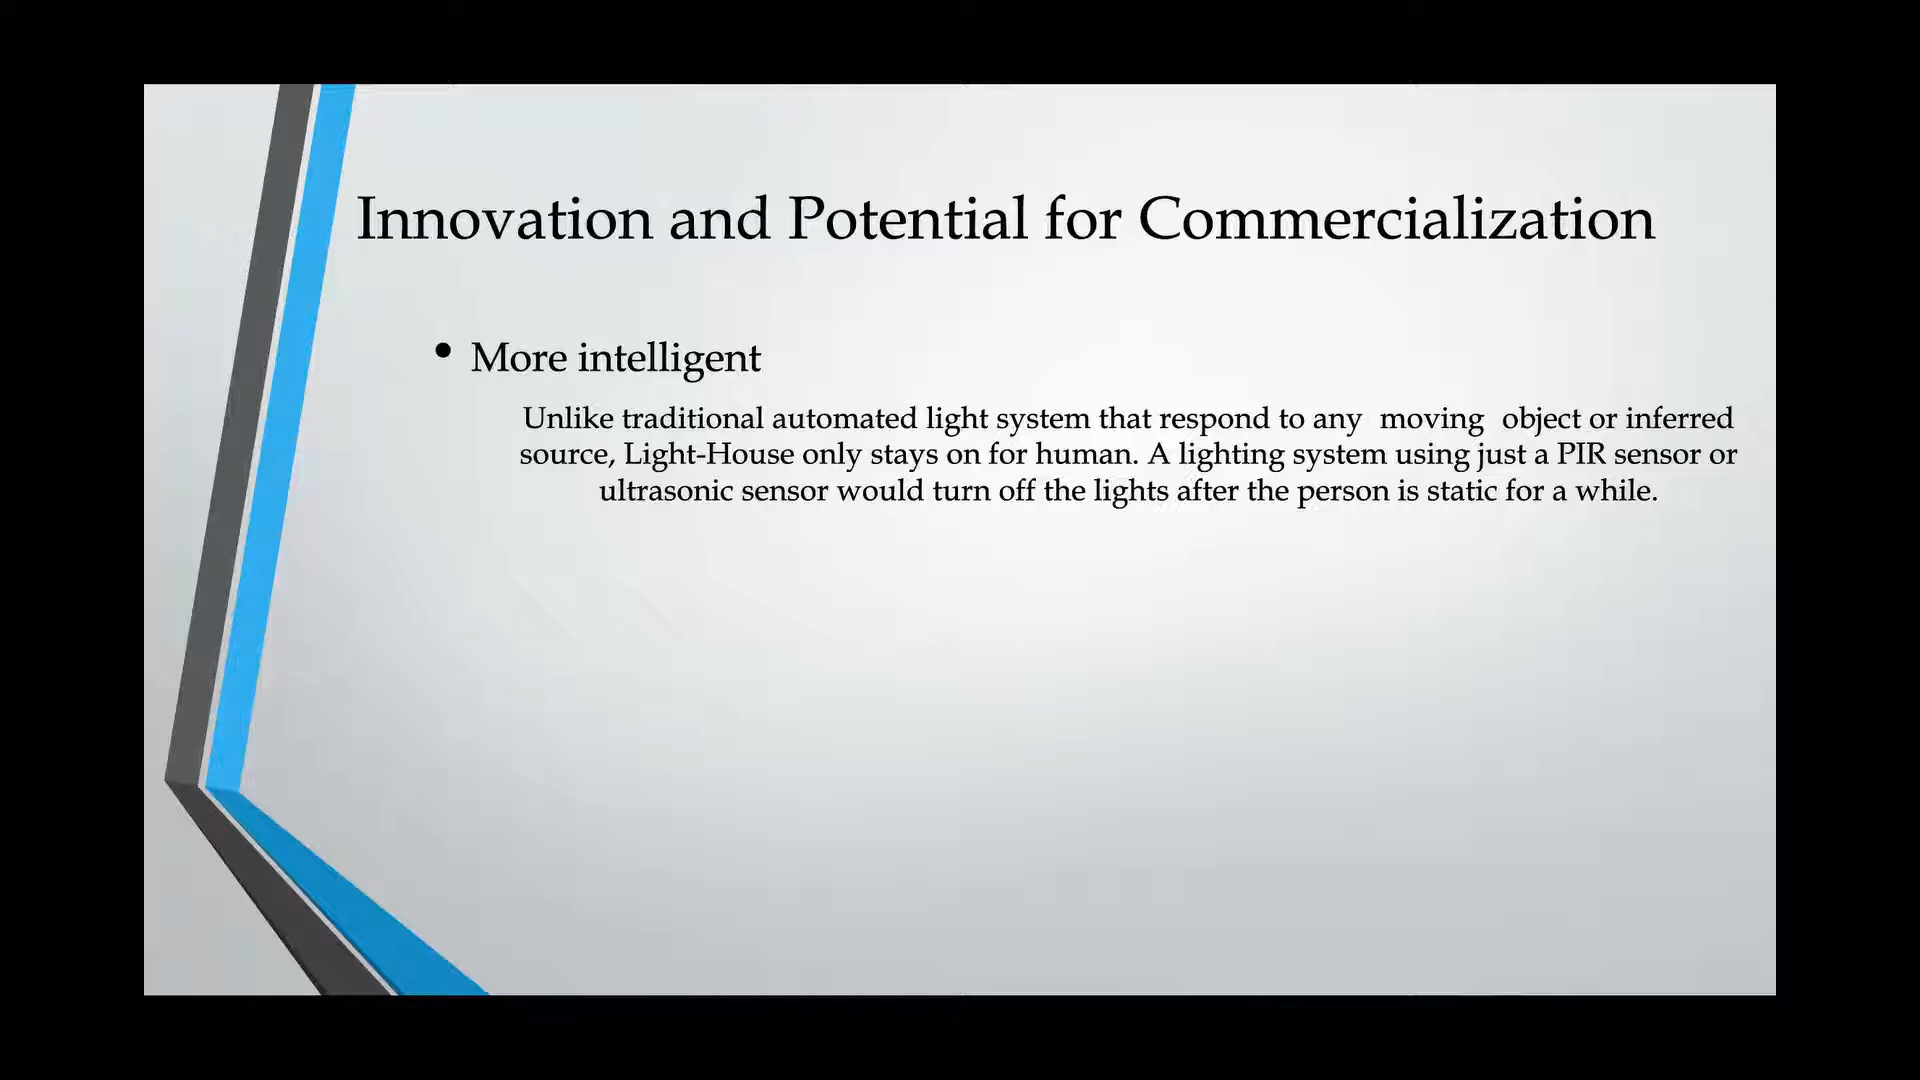 Innovation and Potential for Commercialization
• More intelligent
Unlike traditional automated light system that respond to any moving object or inferred
source, Light-House only stays on for human. A lighting system using just a PIR sensor or
ultrasonic sensor would turn off the lights after the person is static for a while.